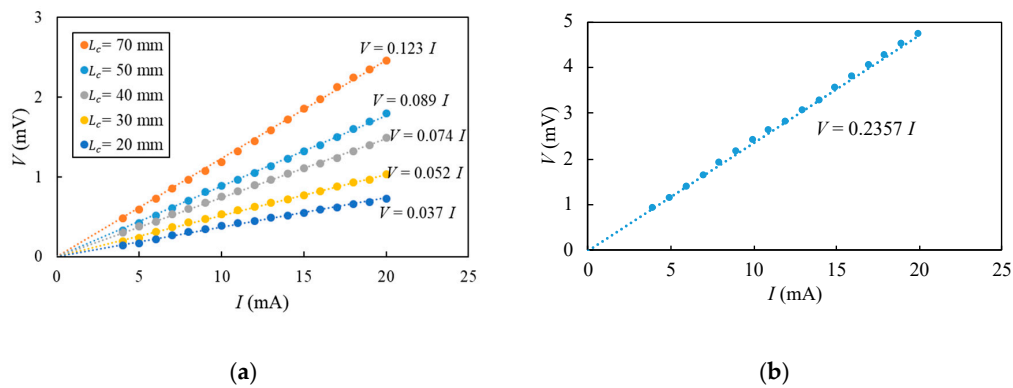 3
2
1
0
V (mV)
0
5
10
15
20
25
I (mA)
Lc= 70 mm
Lc= 50 mm
Lc= 40 mm
Lc= 30 mm
Lc= 20 mm
V = 0.123 I
V = 0.089 I
V = 0.074 I
V = 0.052 I
V = 0.037 I
(a)
5
4
3
2
1
0
V (mV)
0
5
10
15
20
25
I (mA)
V = 0.2357 I
(b)